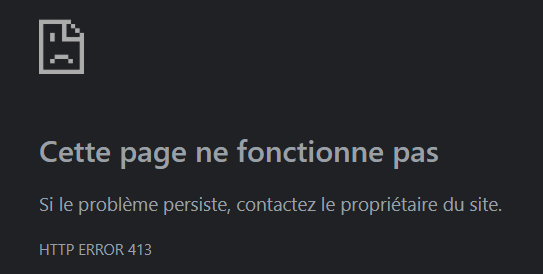 Cette page ne fonctionne pas
Si le problème persiste, contactez le propriétaire du site.
HTTP ERROR 413